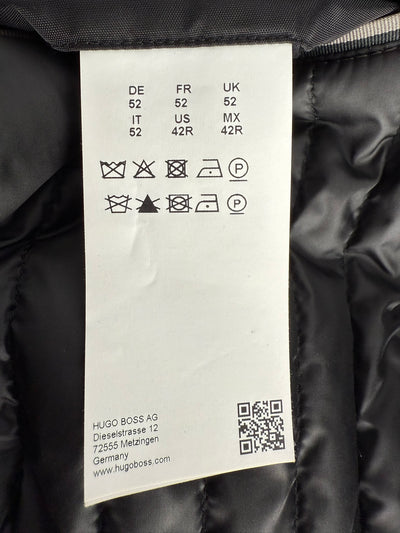 DE FR UK
52 52 52
IT US MX
52 42R 42R
P
P
HUGO BOSS AG
Dieselstrasse 12
72555 Metzingen
Germany
www.hugoboss.com